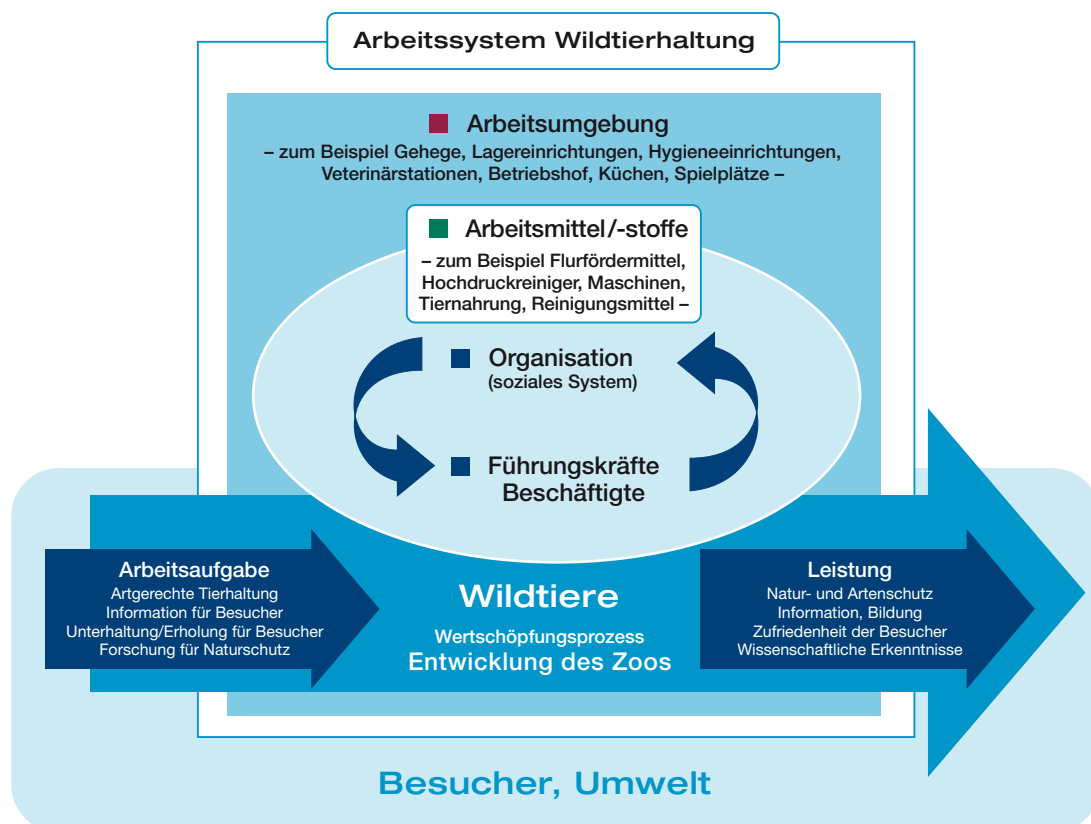 Arbeitssystem Wildtierhaltung
Arbeitsumgebung
– zum Beispiel Gehege, Lagereinrichtungen, Hygieneeinrichtungen,
Veterinärstationen, Betriebshof, Küchen, Spielplätze –
Arbeitsmittel/-stoffe
– zum Beispiel Flurfördermittel,
Hochdruckreiniger, Maschinen,
Tiernahrung, Reinigungsmittel –
Organisation
(soziales System)
Führungskräfte
Beschäftigte
Arbeitsaufgabe
Artgerechte Tierhaltung
Information für Besucher
Unterhaltung/Erholung für Besucher
Forschung für Naturschutz
Wildtiere
Wertschöpfungsprozess
Entwicklung des Zoos
Leistung
Natur- und Artenschutz
Information, Bildung
Zufriedenheit der Besucher
Wissenschaftliche Erkenntnisse
Besucher, Umwelt